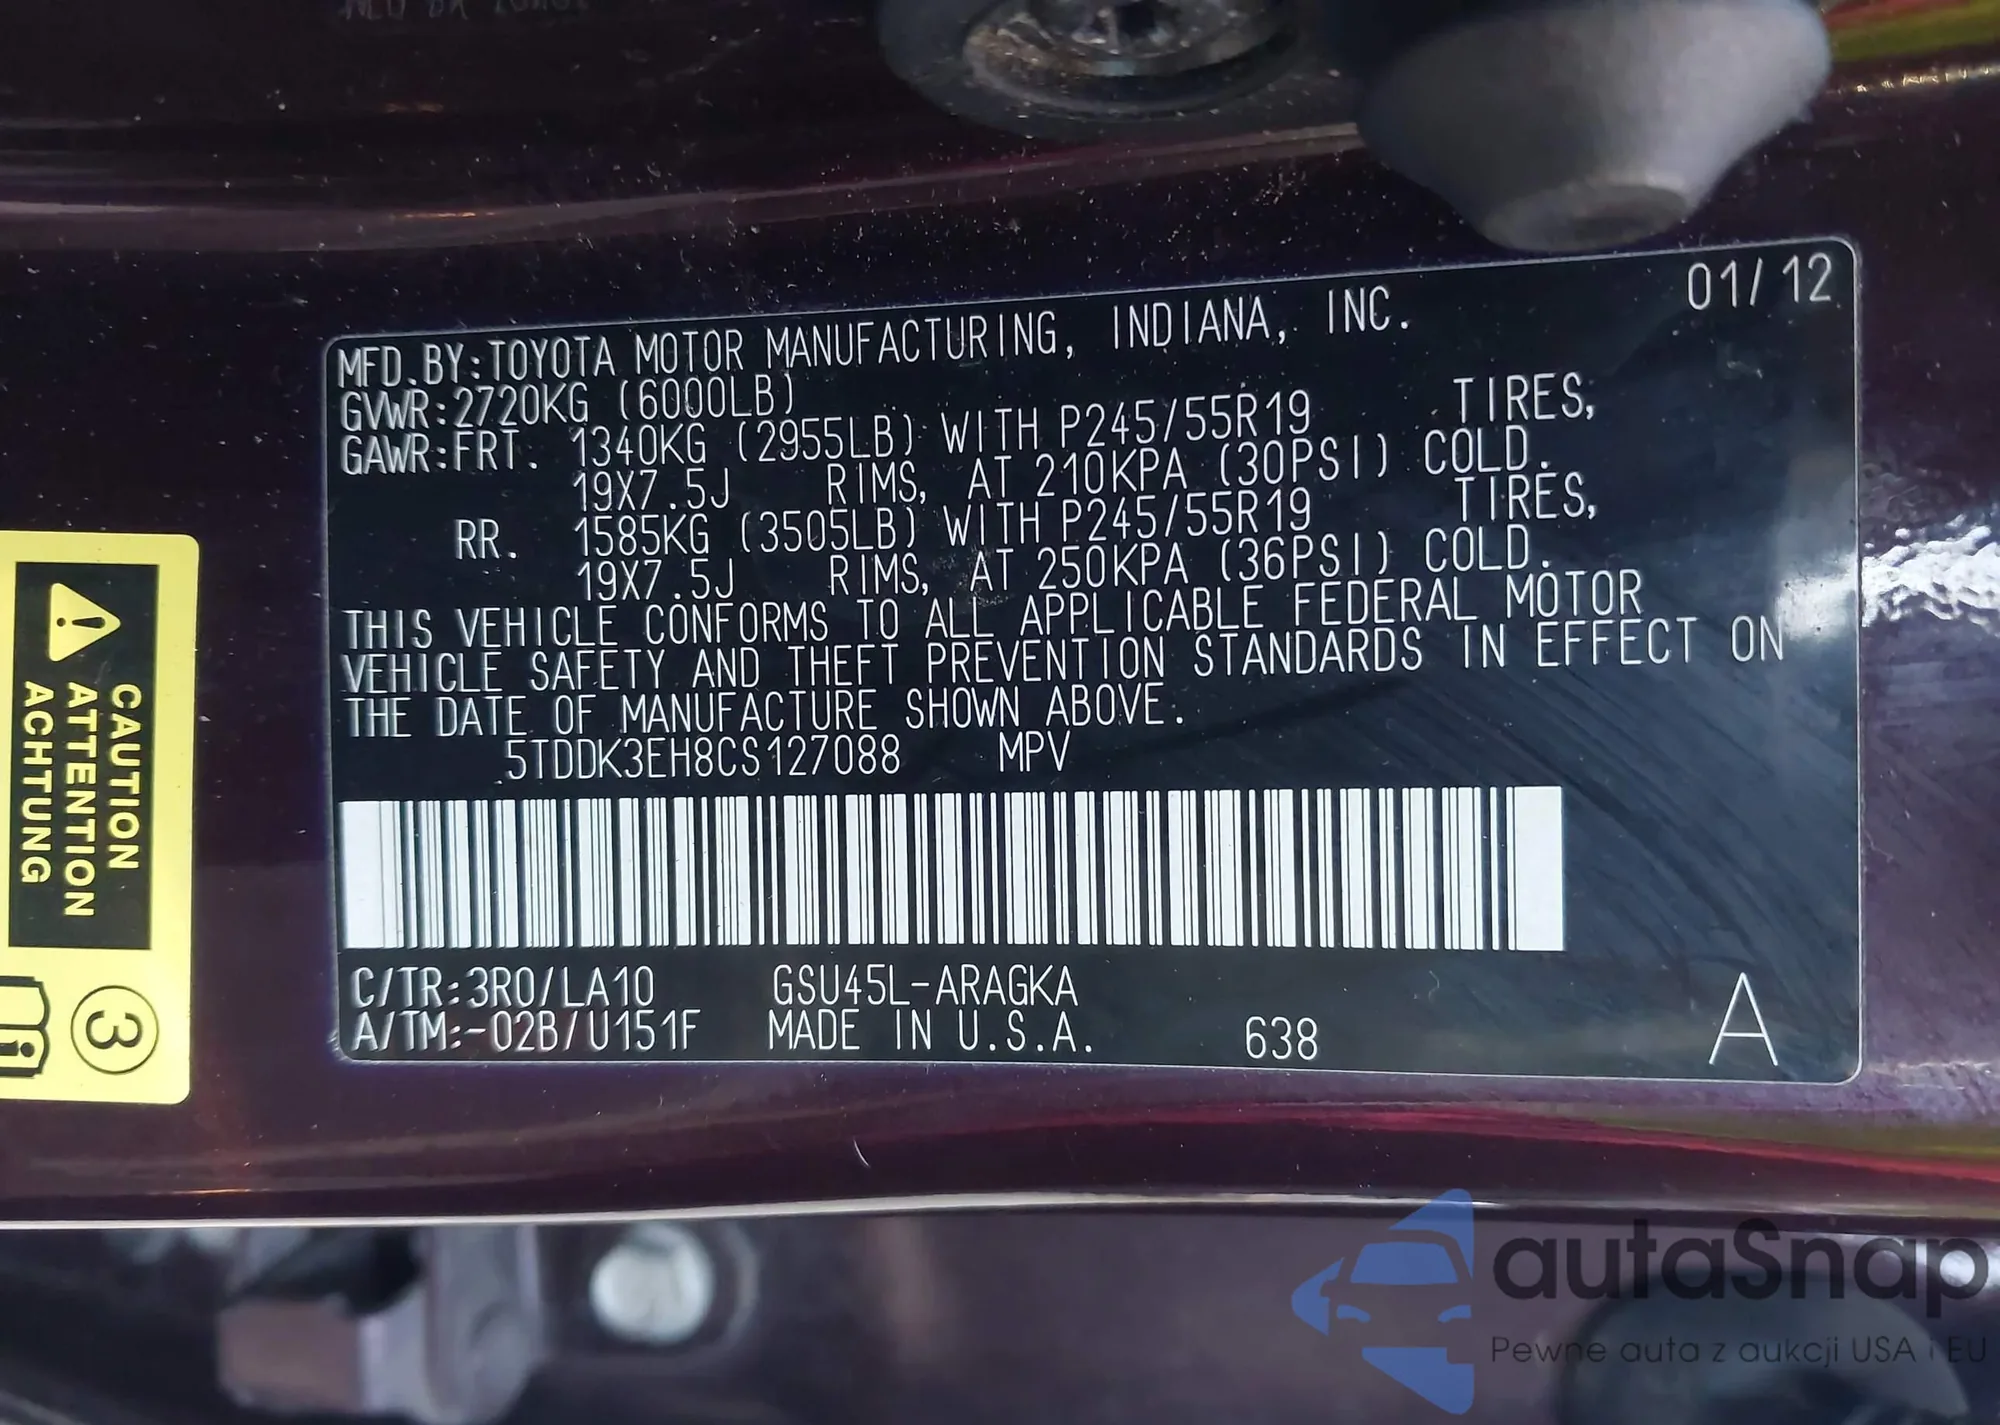 01/12
MFD.BY:TOYOTA MOTOR MANUFACTURING, INDIANA, INC.
GVWR:2720KG (6000LB)
GAWR:FRT. 1340KG (2955LB) WITH P245/55R19 TIRES,
19X7.5J RIMS, AT 210KPA (30PSI) COLD.
RR. 1585KG (3505LB) WITH P245/55R19 TIRES,
19X7.5J RIMS, AT 250KPA (36PSI) COLD.
THIS VEHICLE CONFORMS TO ALL APPLICABLE FEDERAL MOTOR
VEHICLE SAFETY AND THEFT PREVENTION STANDARDS IN EFFECT ON
THE DATE OF MANUFACTURE SHOWN ABOVE.
5TDDK3EH8CS127088 MPV
C/TR:3R0/LA10 GSU45L-ARAGKA
A/TM:-02B/U151F MADE IN U.S.A. 638 A
CAUTION
ATTENTION
ACHTUNG
3
autaSnap
Pewne auta z aukcji USA i EU